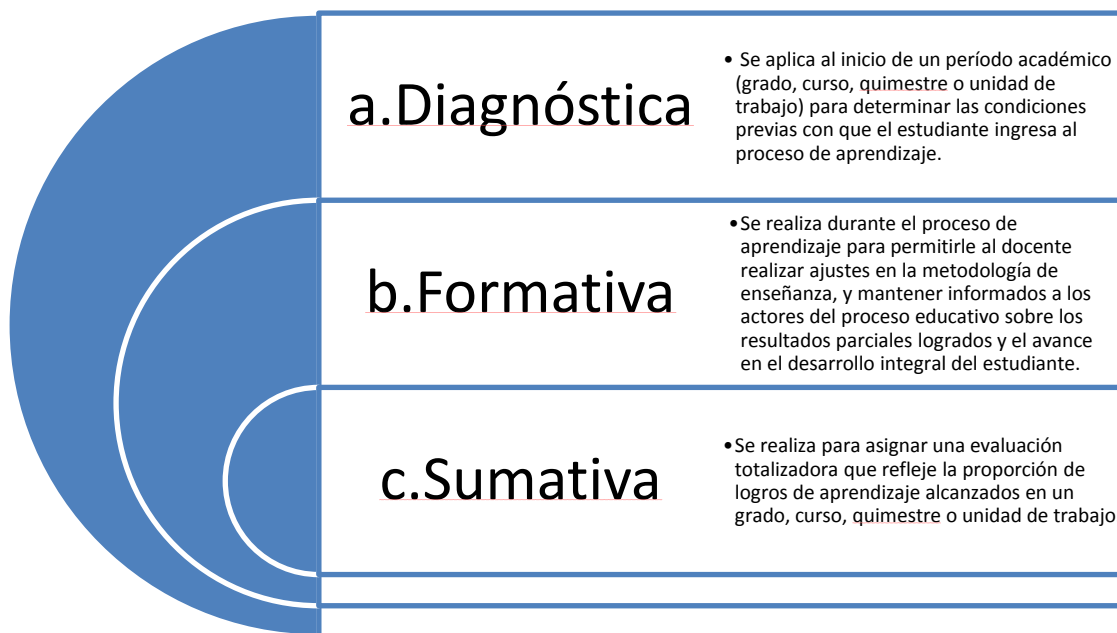 a.Diagnóstica
• Se aplica al inicio de un período académico
(grado, curso, quimestre o unidad de
trabajo) para determinar las condiciones
previas con que el estudiante ingresa al
proceso de aprendizaje.
b.Formativa
•Se realiza durante el proceso de
aprendizaje para permitirle al docente
realizar ajustes en la metodología de
enseñanza, y mantener informados a los
actores del proceso educativo sobre los
resultados parciales logrados y el avance
en el desarrollo integral del estudiante.
c.Sumativa
•Se realiza para asignar una evaluación
totalizadora que refleje la proporción de
logros de aprendizaje alcanzados en un
grado, curso, quimestre o unidad de trabajo